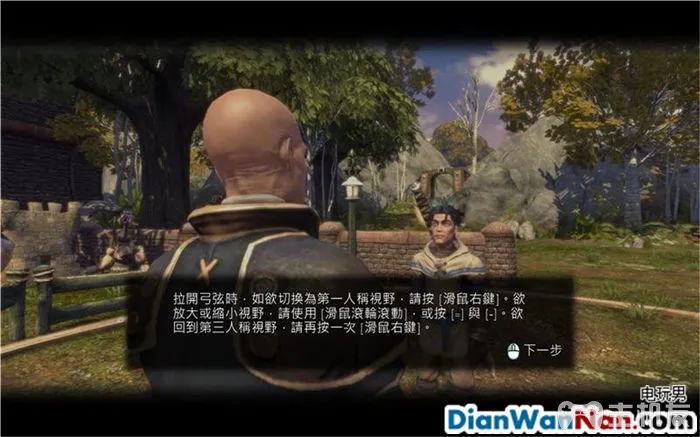 拉開弓弦時，如欲切換為第一人稱視野，請按 [滑鼠右鍵]。欲
放大或縮小視野，請使用 [滑鼠滾輪滾動]，或按 [=] 與 [-]。欲
回到第三人稱視野，請再按一次 [滑鼠右鍵]。
下一步
电玩男
DianWanNan.com